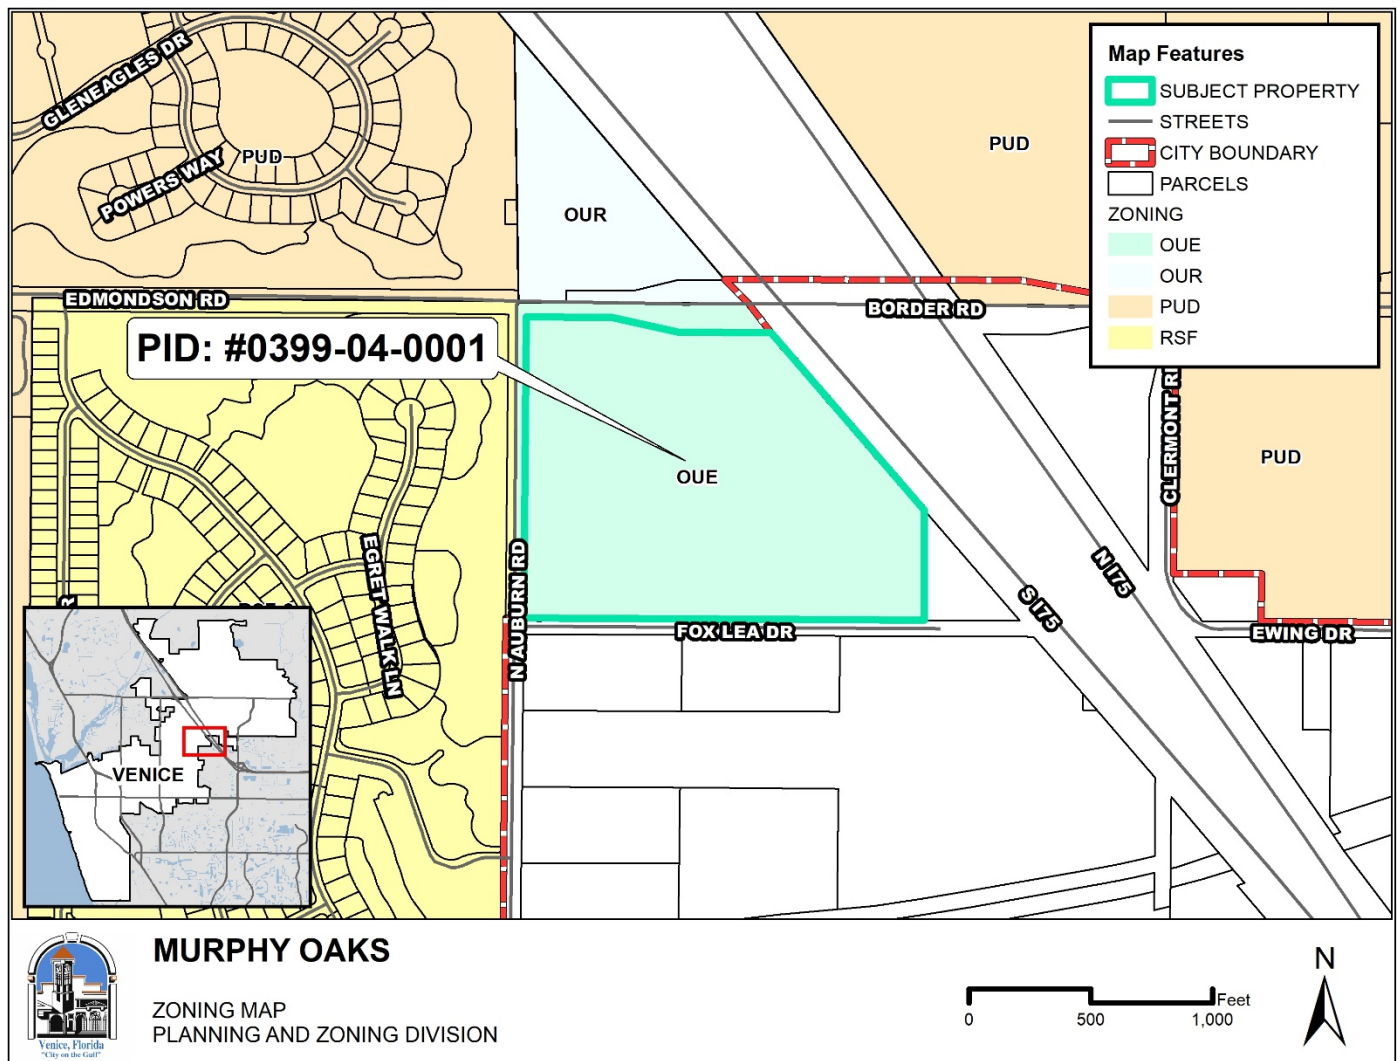 GLENEAGLES DR
POWERS WAY
PUD
OUR
PUD
Map Features
SUBJECT PROPERTY
STREETS
CITY BOUNDARY
PARCELS
ZONING
OUE
OUR
PUD
RSF
EDMONDSON RD
BORDER RD
PID: #0399-04-0001
OUE
CLERMONT RD
PUD
N AUBURN RD
EGRET WALK LN
N I75
S I75
FOX LEA DR
EWING DR
VENICE
MURPHY OAKS
ZONING MAP
PLANNING AND ZONING DIVISION
Venice, Florida
"City on the Gulf"
Feet
0 500 1,000
N